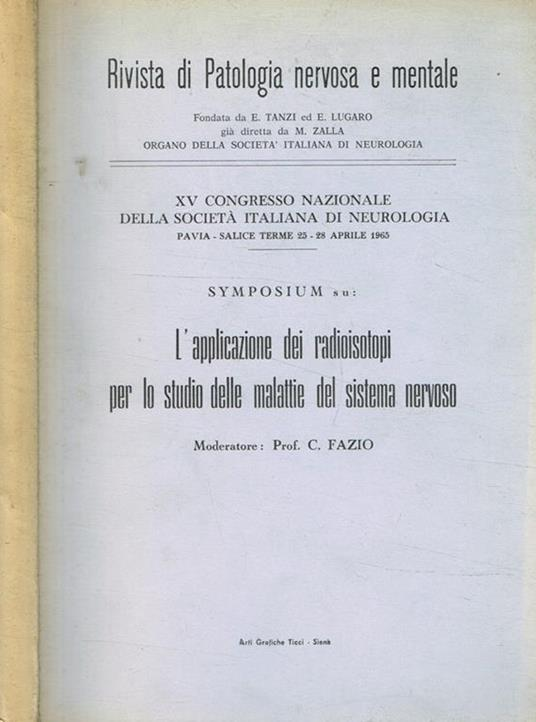 Rivista di Patologia nervosa e mentale
Fondata da E. TANZI ed E. LUGARO
già diretta da M. ZALLA
ORGANO DELLA SOCIETA' ITALIANA DI NEUROLOGIA
XV CONGRESSO NAZIONALE
DELLA SOCIETÀ ITALIANA DI NEUROLOGIA
PAVIA - SALICE TERME 25 - 28 APRILE 1965
SYMPOSIUM su:
L'applicazione dei radioisotopi
per lo studio delle malattie del sistema nervoso
Moderatore: Prof. C. FAZIO
Arti Grafiche Ticci - Siena